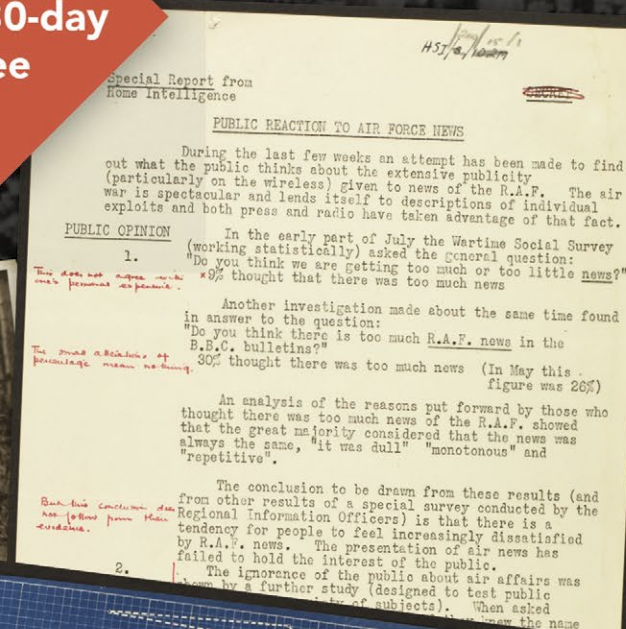 0-day
ee
HSI/a/
Special Report from
Home Intelligence
SECRET
PUBLIC REACTION TO AIR FORCE NEWS
During the last few weeks an attempt has been made to find
out what the public thinks about the extensive publicity
(particularly on the wireless) given to news of the R.A.F. The air
war is spectacular and lends itself to descriptions of individual
exploits and both press and radio have taken advantage of that fact.
PUBLIC OPINION
1.
In the early part of July the Wartime Social Survey
(working statistically) asked the general question:
"Do you think we are getting too much or too little news?"
*9% thought that there was too much news
This does not agree with
one's personal experience.
Another investigation made about the same time found
in answer to the question:
"Do you think there is too much R.A.F. news in the
B.B.C. bulletins?"
30% thought there was too much news (In May this
figure was 26%)
The small alterations of
percentage mean nothing.
An analysis of the reasons put forward by those who
thought there was too much news of the R.A.F. showed
that the great majority considered that the news was
always the same, "it was dull" "monotonous" and
"repetitive".
The conclusion to be drawn from these results (and
from other results of a special survey conducted by the
Regional Information Officers) is that there is a
tendency for people to feel increasingly dissatisfied
by R.A.F. news. The presentation of air news has
failed to hold the interest of the public.
But this conclusion does
not follow from their
evidence.
2.
The ignorance of the public about air affairs was
shown by a further study (designed to test public
of subjects). When asked
knew the name